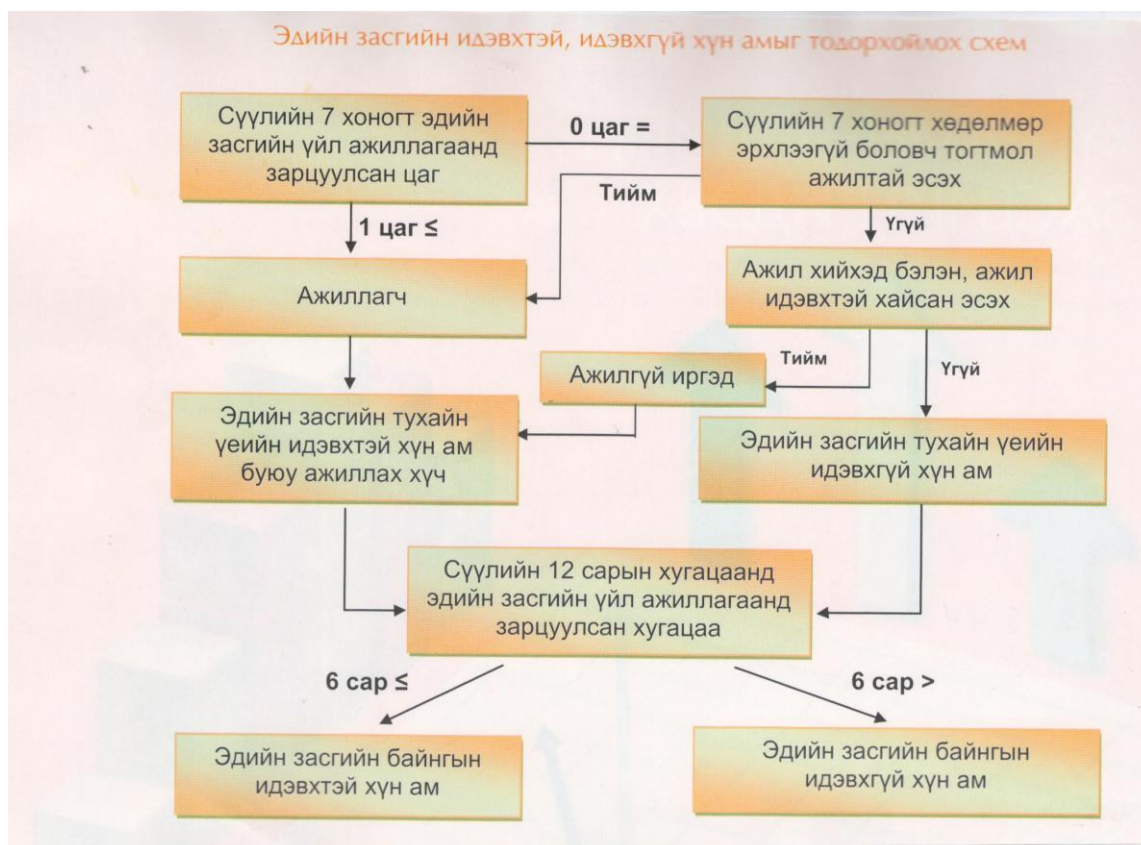 Эдийн засгийн идэвхтэй, идэвхгүй хүн амыг тодорхойлох схем
Сүүлийн 7 хоногт эдийн
засгийн үйл ажиллагаанд
зарцуулсан цаг
0 цаг =
Сүүлийн 7 хоногт хөдөлмөр
эрхлээгүй боловч тогтмол
ажилтай эсэх
Тийм
1 цаг ≤
Үгүй
Ажиллагч
Ажил хийхэд бэлэн, ажил
идэвхтэй хайсан эсэх
Тийм
Үгүй
Ажилгүй иргэд
Эдийн засгийн тухайн
үеийн идэвхтэй хүн ам
буюу ажиллах хүч
Эдийн засгийн тухайн үеийн
идэвхгүй хүн ам
Сүүлийн 12 сарын хугацаанд
эдийн засгийн үйл ажиллагаанд
зарцуулсан хугацаа
6 сар ≤
6 сар >
Эдийн засгийн байнгын
идэвхтэй хүн ам
Эдийн засгийн байнгын
идэвхгүй хүн ам